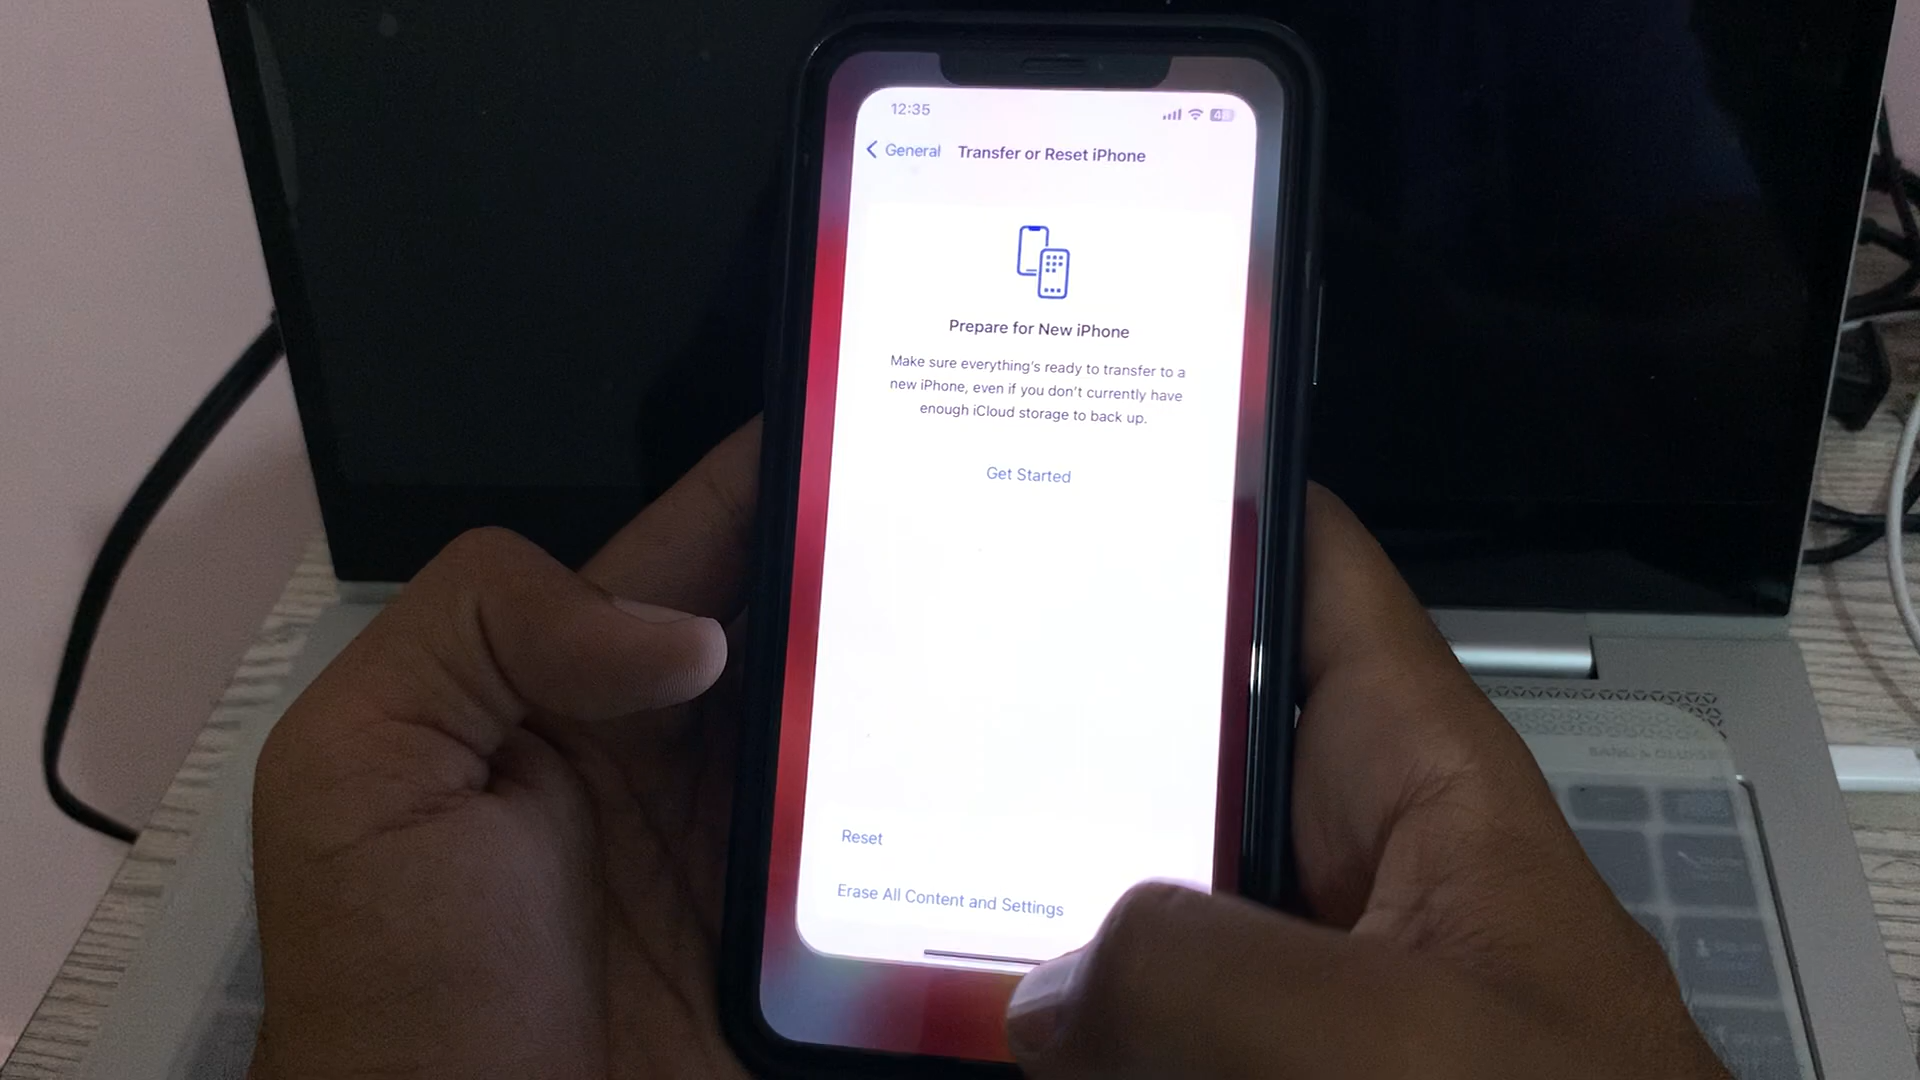 12:35
General
Transfer or Reset iPhone
Prepare for New iPhone
Make sure everything's ready to transfer to a
new iPhone, even if you don't currently have
enough iCloud storage to back up.
Get Started
Reset
Erase All Content and Settings
BANG & OLUFSEN